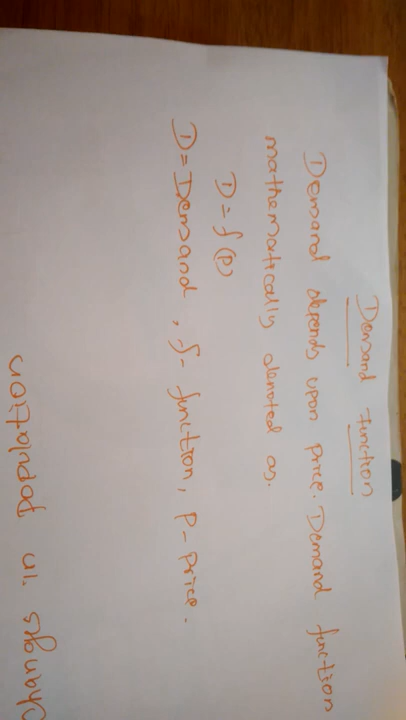 Demand function
Demand depends upon price. Demand function
mathematically denoted as.
D = f(P)
D = Demand, f - function, P - price.
Changes in population